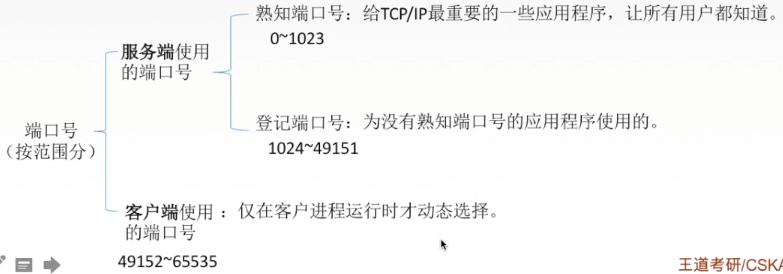 熟知端口号：给TCP/IP最重要的一些应用程序，让所有用户都知道。
0~1023
服务端使用
的端口号
登记端口号：为没有熟知端口号的应用程序使用的。
1024~49151
端口号
（按范围分）
客户端使用
的端口号
：仅在客户进程运行时才动态选择。
49152~65535
王道考研/CSKA